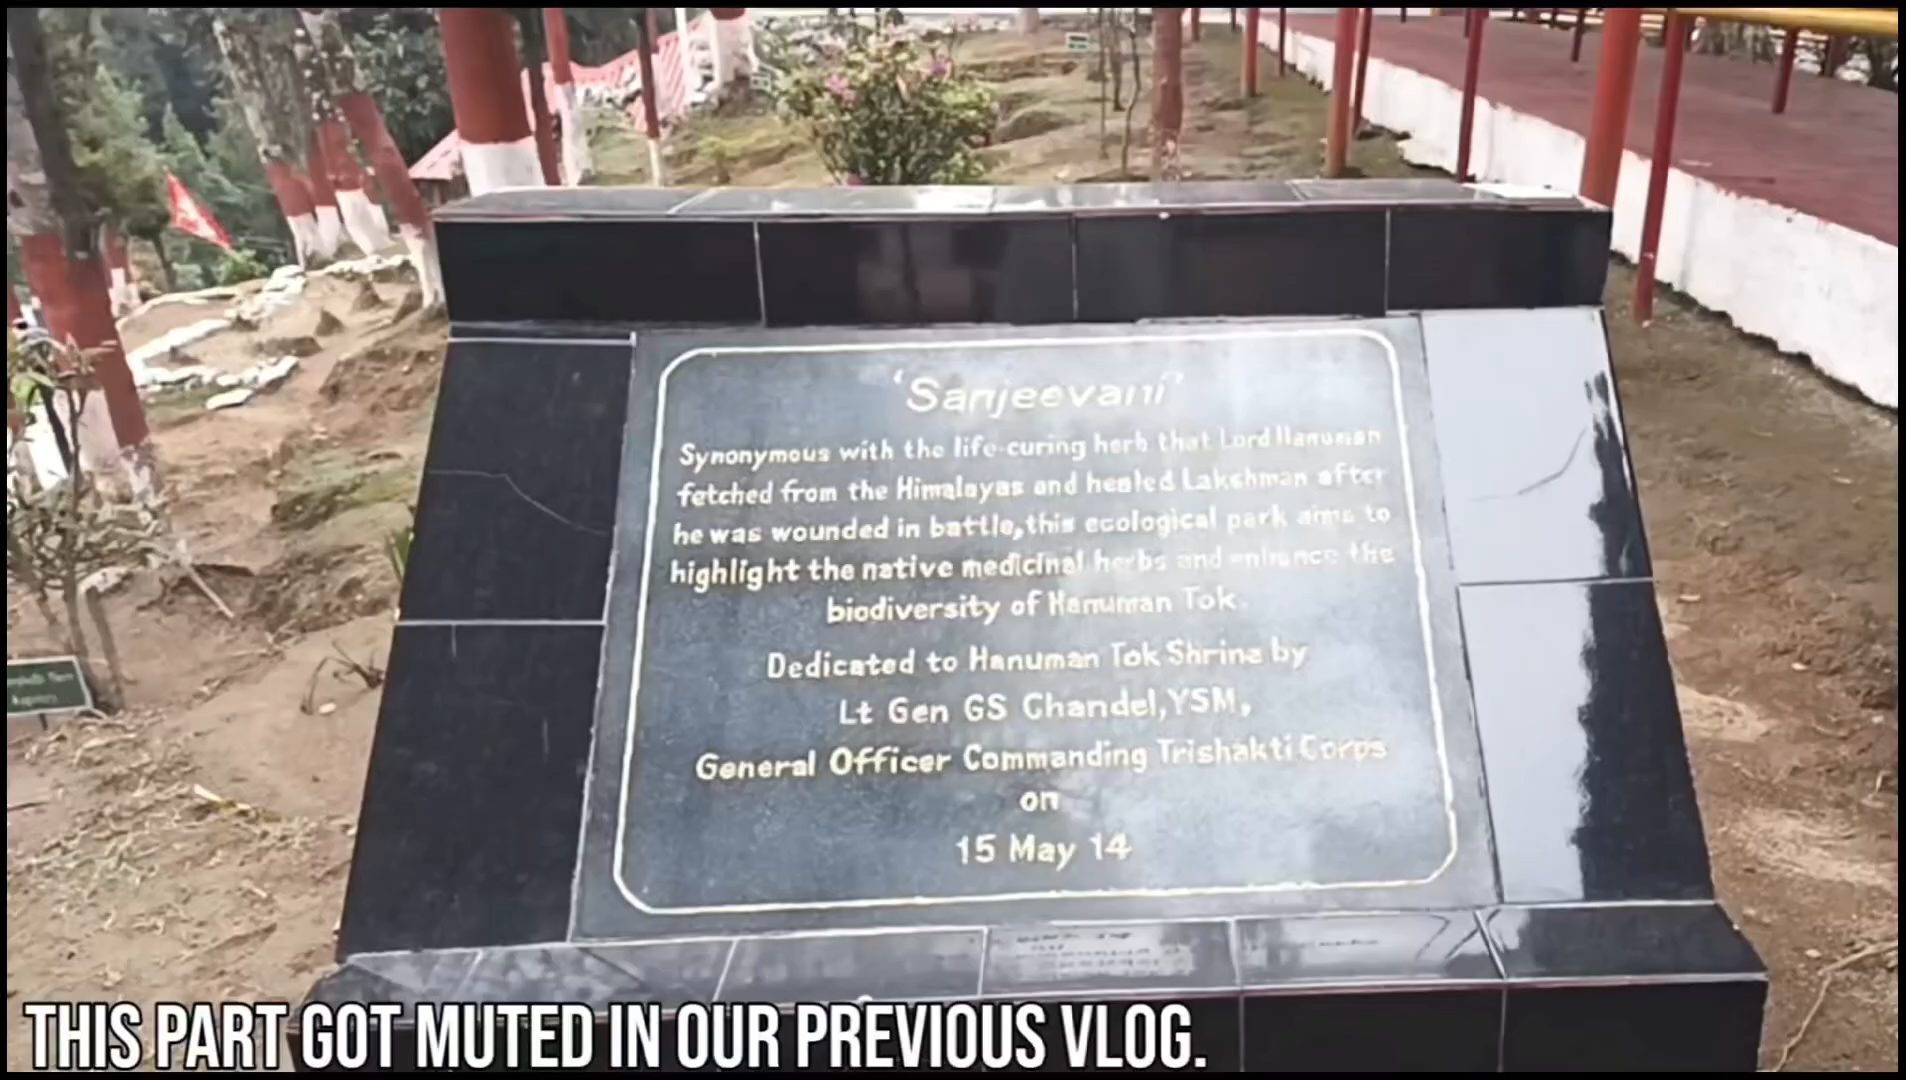 'Sanjeevani'
Synonymous with the life-curing herb that Lord Hanuman
fetched from the Himalayas and healed Lakshman after
he was wounded in battle, this ecological park aims to
highlight the native medicinal herbs and enhance the
biodiversity of Hanuman Tok.
Dedicated to Hanuman Tok Shrine by
Lt Gen GS Chandel, YSM,
General Officer Commanding Trishakti Corps
on
15 May 14
THIS PART GOT MUTED IN OUR PREVIOUS VLOG.